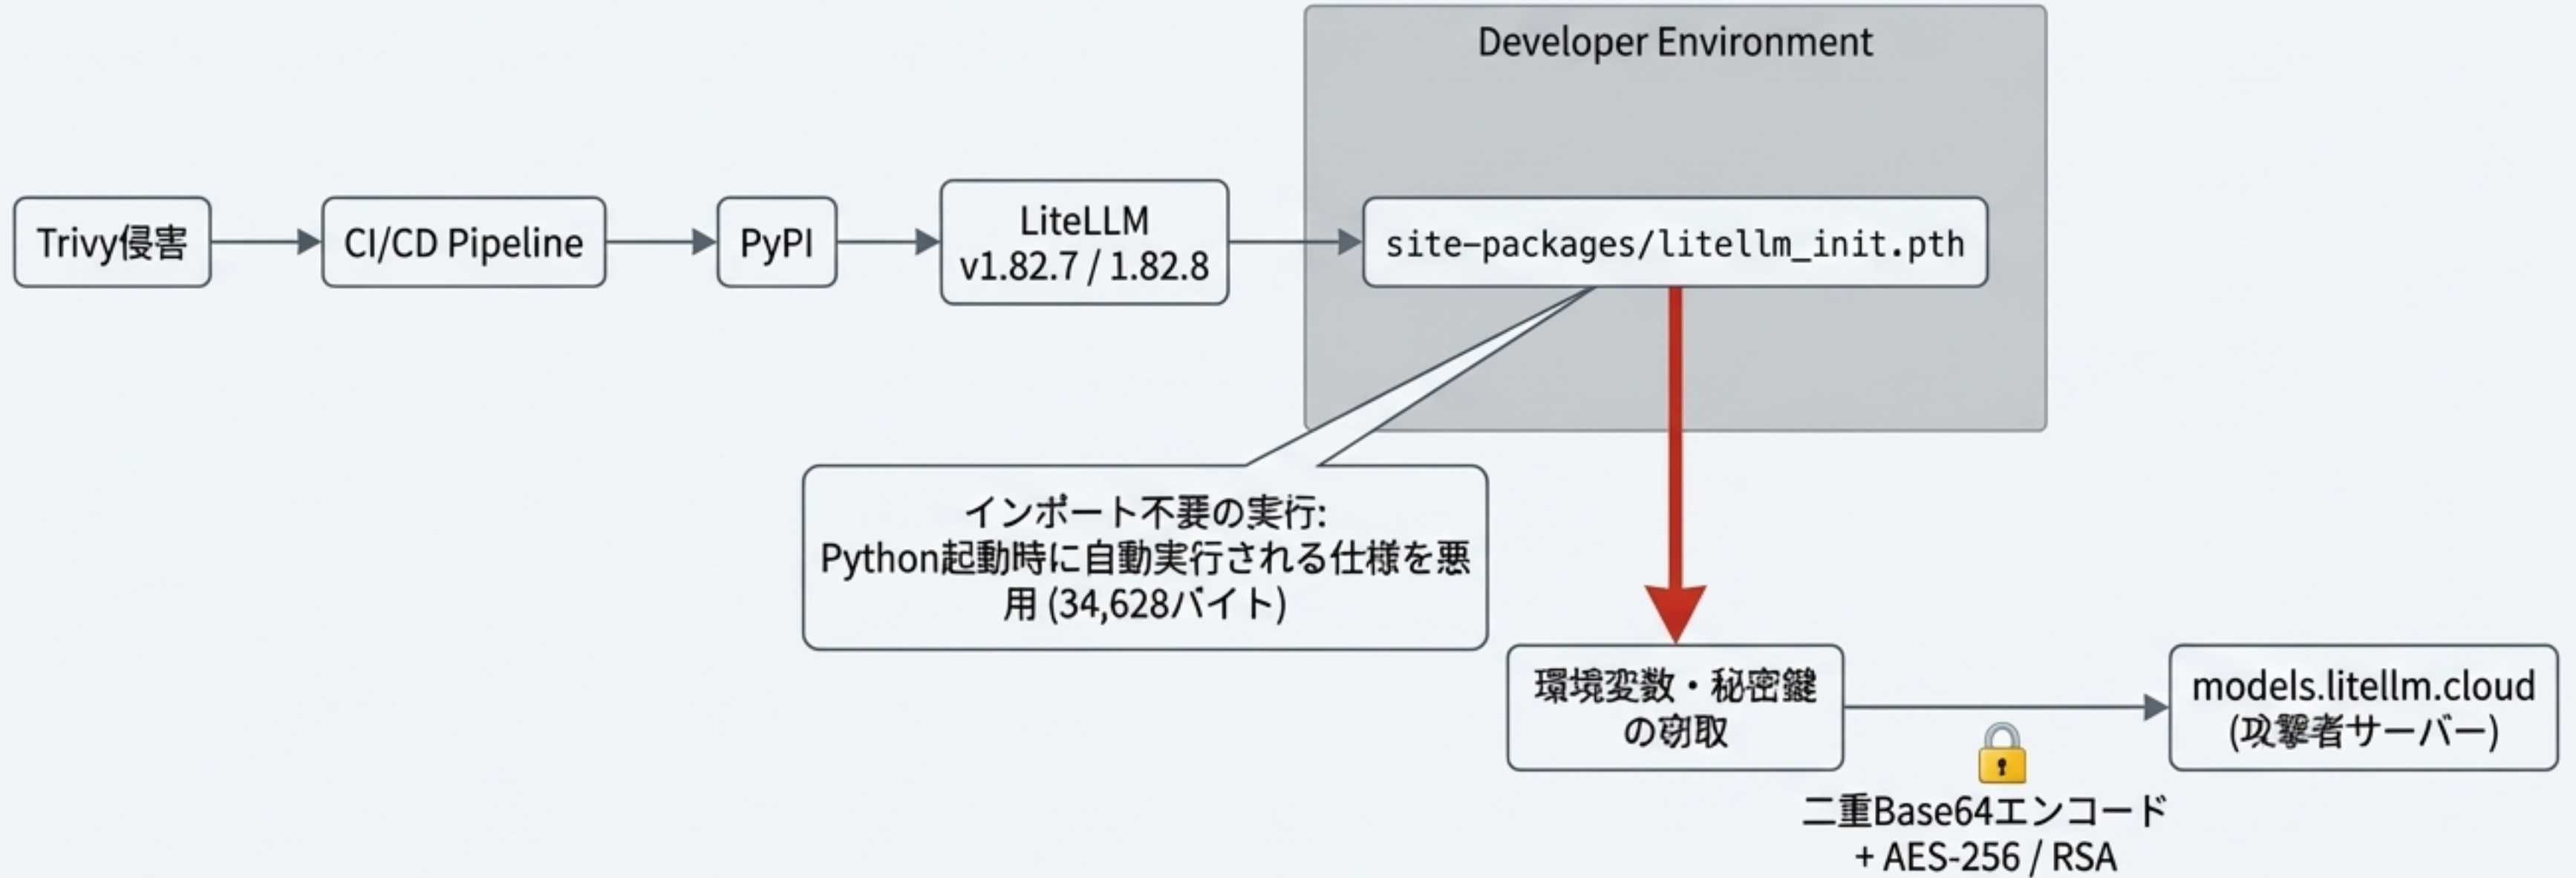 Developer Environment
Trivy侵害
CI/CD Pipeline
PyPI
LiteLLM
v1.82.7 / 1.82.8
site-packages/litellm_init.pth
インポート不要の実行:
Python起動時に自動実行される仕様を悪
用 (34,628バイト)
環境変数・秘密鍵
の窃取
models.litellm.cloud
(攻撃者サーバー)
二重Base64エンコード
+ AES-256 / RSA